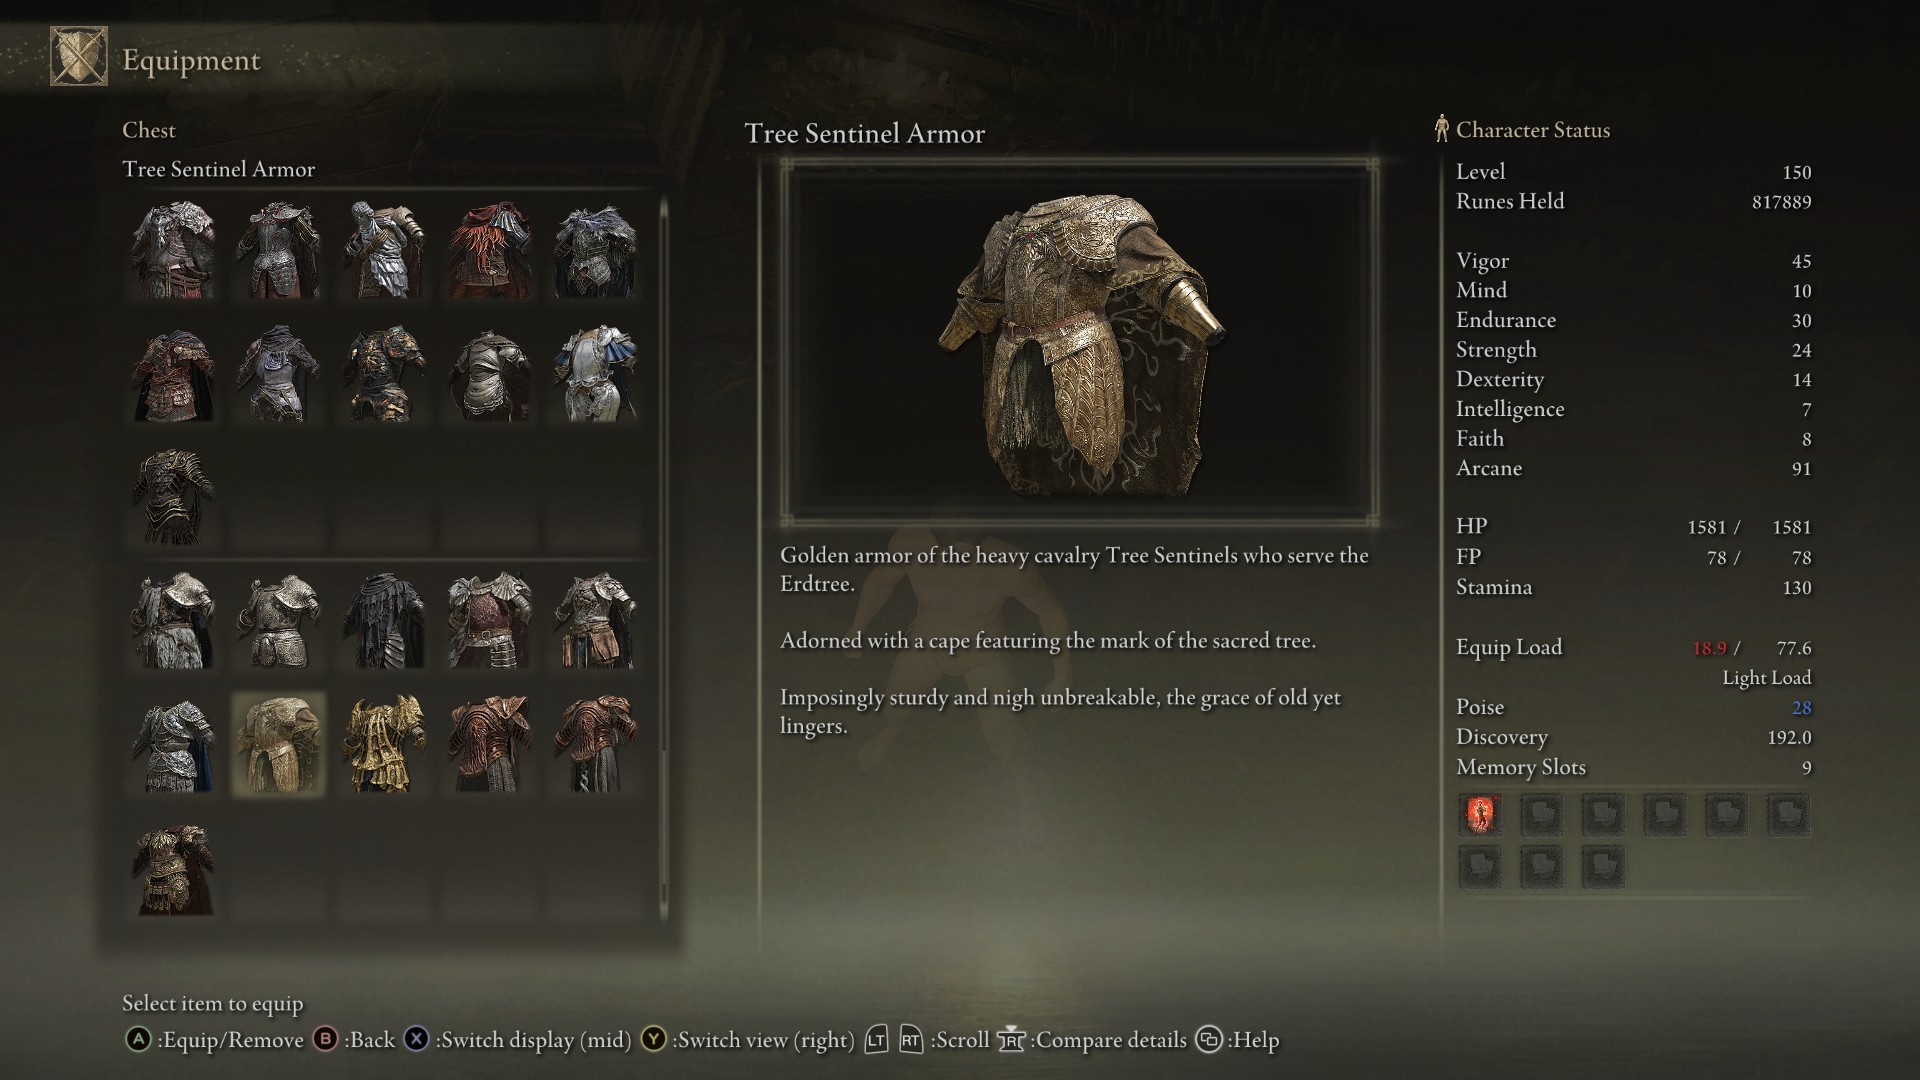 Equipment
Chest
Tree Sentinel Armor
Tree Sentinel Armor
Golden armor of the heavy cavalry Tree Sentinels who serve the
Erdtree.
Adorned with a cape featuring the mark of the sacred tree.
Imposingly sturdy and nigh unbreakable, the grace of old yet
lingers.
Character Status
Level 150
Runes Held 817889
Vigor 45
Mind 10
Endurance 30
Strength 24
Dexterity 14
Intelligence 7
Faith 8
Arcane 91
HP 1581 / 1581
FP 78 / 78
Stamina 130
Equip Load 18.9 / 77.6
Light Load
Poise 28
Discovery 192.0
Memory Slots 9
Select item to equip
A :Equip/Remove B :Back X :Switch display (mid) Y :Switch view (right) LT RT :Scroll R :Compare details :Help